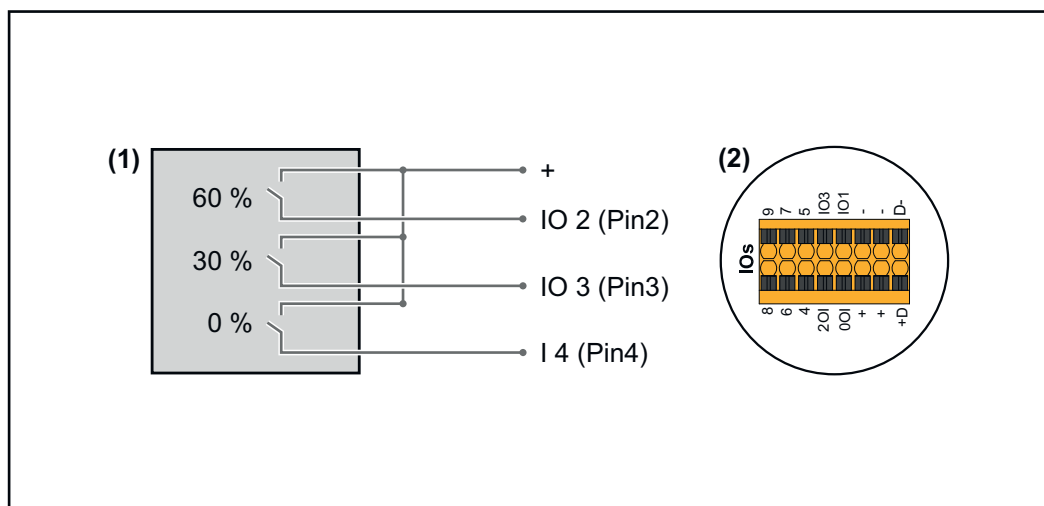 (1)
60 %
30 %
0 %
+
IO 2 (Pin2)
IO 3 (Pin3)
I 4 (Pin4)
(2)
IOs
9 7 5 IO3 IO1 - - D-
8 6 4 2OI 0OI + + +D